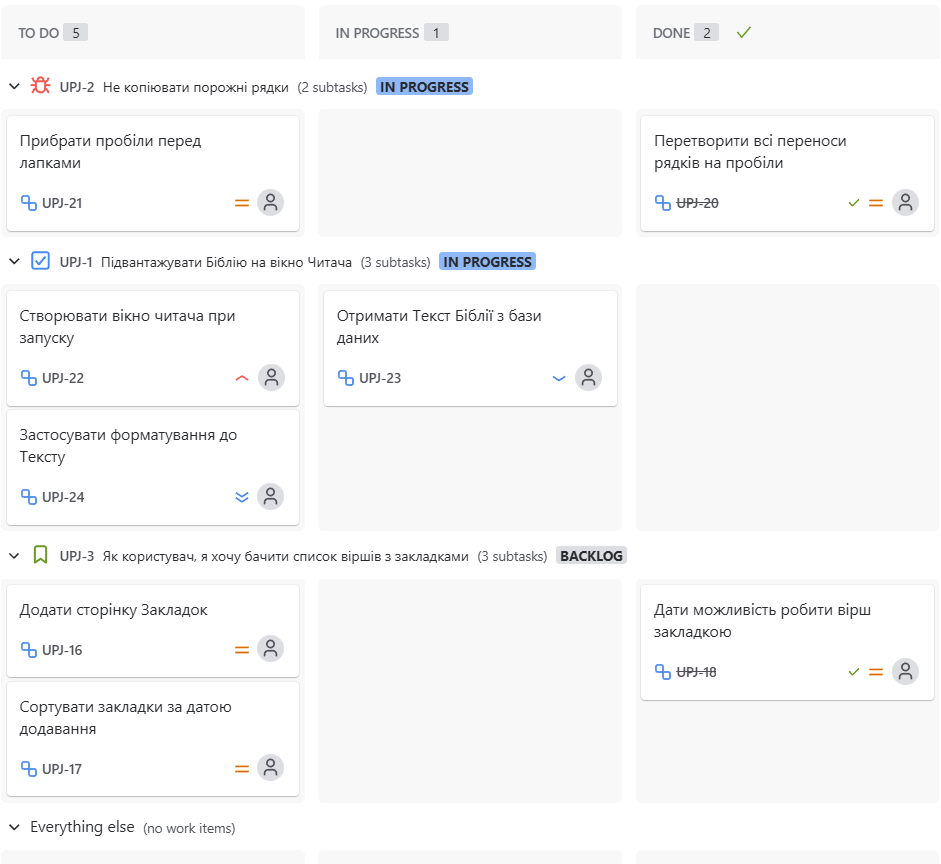 TO DO 5
IN PROGRESS 1
DONE 2
UPJ-2 Не копіювати порожні рядки (2 subtasks) IN PROGRESS
Прибрати пробіли перед
лапками
UPJ-21
Перетворити всі переноси
рядків на пробіли
UPJ-20
UPJ-1 Підвантажувати Біблію на вікно Читача (3 subtasks) IN PROGRESS
Створювати вікно читача при
запуску
UPJ-22
Отримати Текст Біблії з бази
даних
UPJ-23
Застосувати форматування до
Тексту
UPJ-24
UPJ-3 Як користувач, я хочу бачити список віршів з закладками (3 subtasks) BACKLOG
Додати сторінку Закладок
UPJ-16
Дати можливість робити вірш
закладкою
UPJ-18
Сортувати закладки за датою
додавання
UPJ-17
Everything else (no work items)